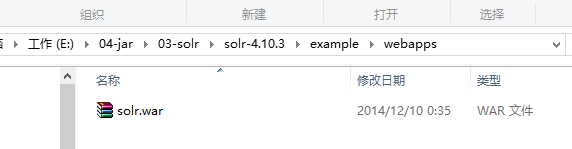 组织 新建 打开 选择
工作 (E:) 04-jar 03-solr solr-4.10.3 example webapps
名称 修改日期 类型
solr.war 2014/12/10 0:35 WAR 文件